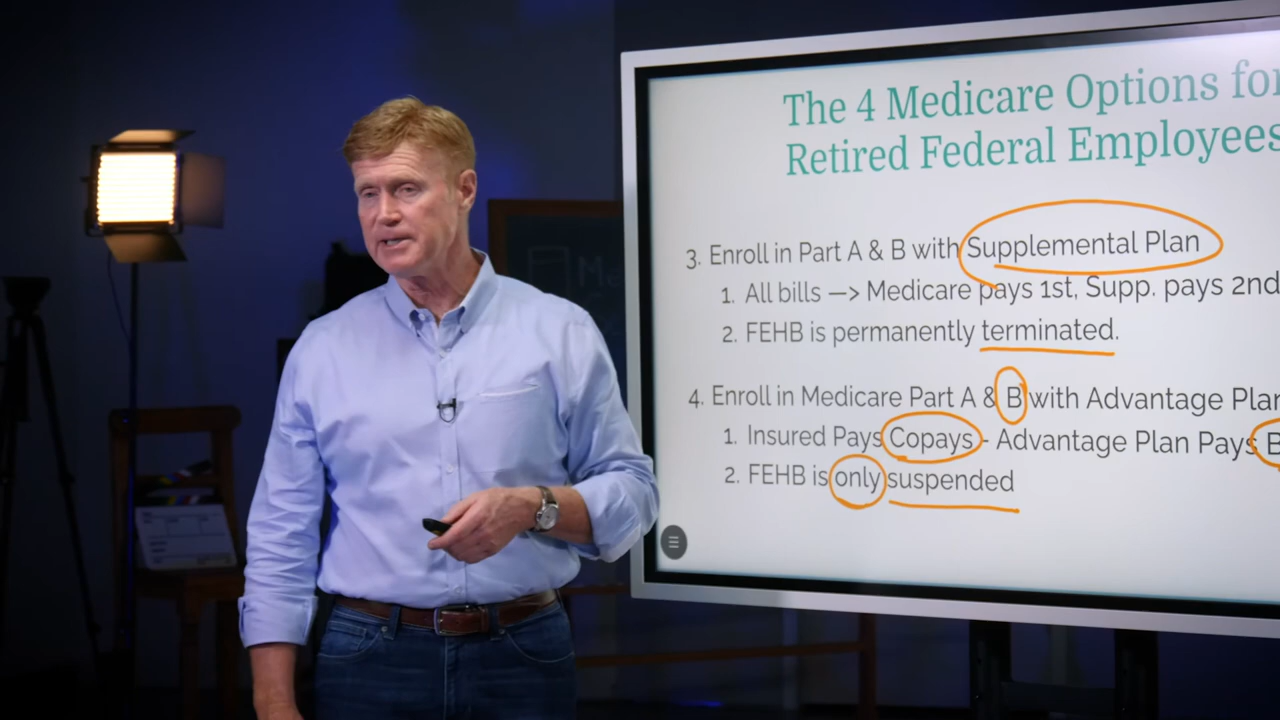 The 4 Medicare Options for
Retired Federal Employees
3. Enroll in Part A & B with Supplemental Plan
1. All bills —> Medicare pays 1st, Supp. pays 2nd
2. FEHB is permanently terminated.
4. Enroll in Medicare Part A & B with Advantage Plan
1. Insured Pays Copays - Advantage Plan Pays
2. FEHB is only suspended